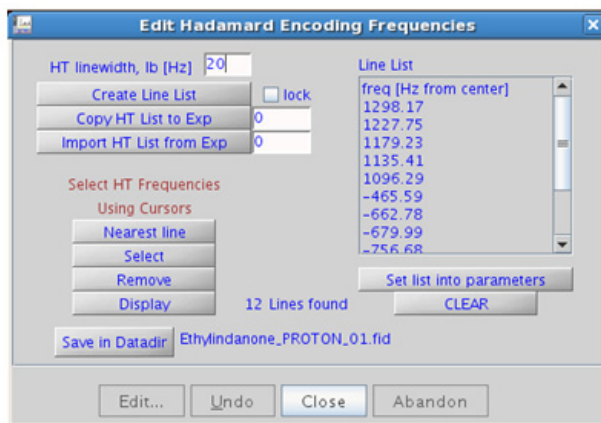 Edit Hadamard Encoding Frequencies
HT linewidth, lb [Hz] 20
Create Line List lock
Copy HT List to Exp 0
Import HT List from Exp 0
Select HT Frequencies
Using Cursors
Nearest line
Select
Remove
Display
12 Lines found
Save in Datadir Ethylindanone_PROTON_01.fid
Line List
freq [Hz from center]
1298.17
1227.75
1179.23
1135.41
1096.29
-465.59
-662.78
-679.99
-756.68
Set list into parameters
CLEAR
Edit... Undo Close Abandon